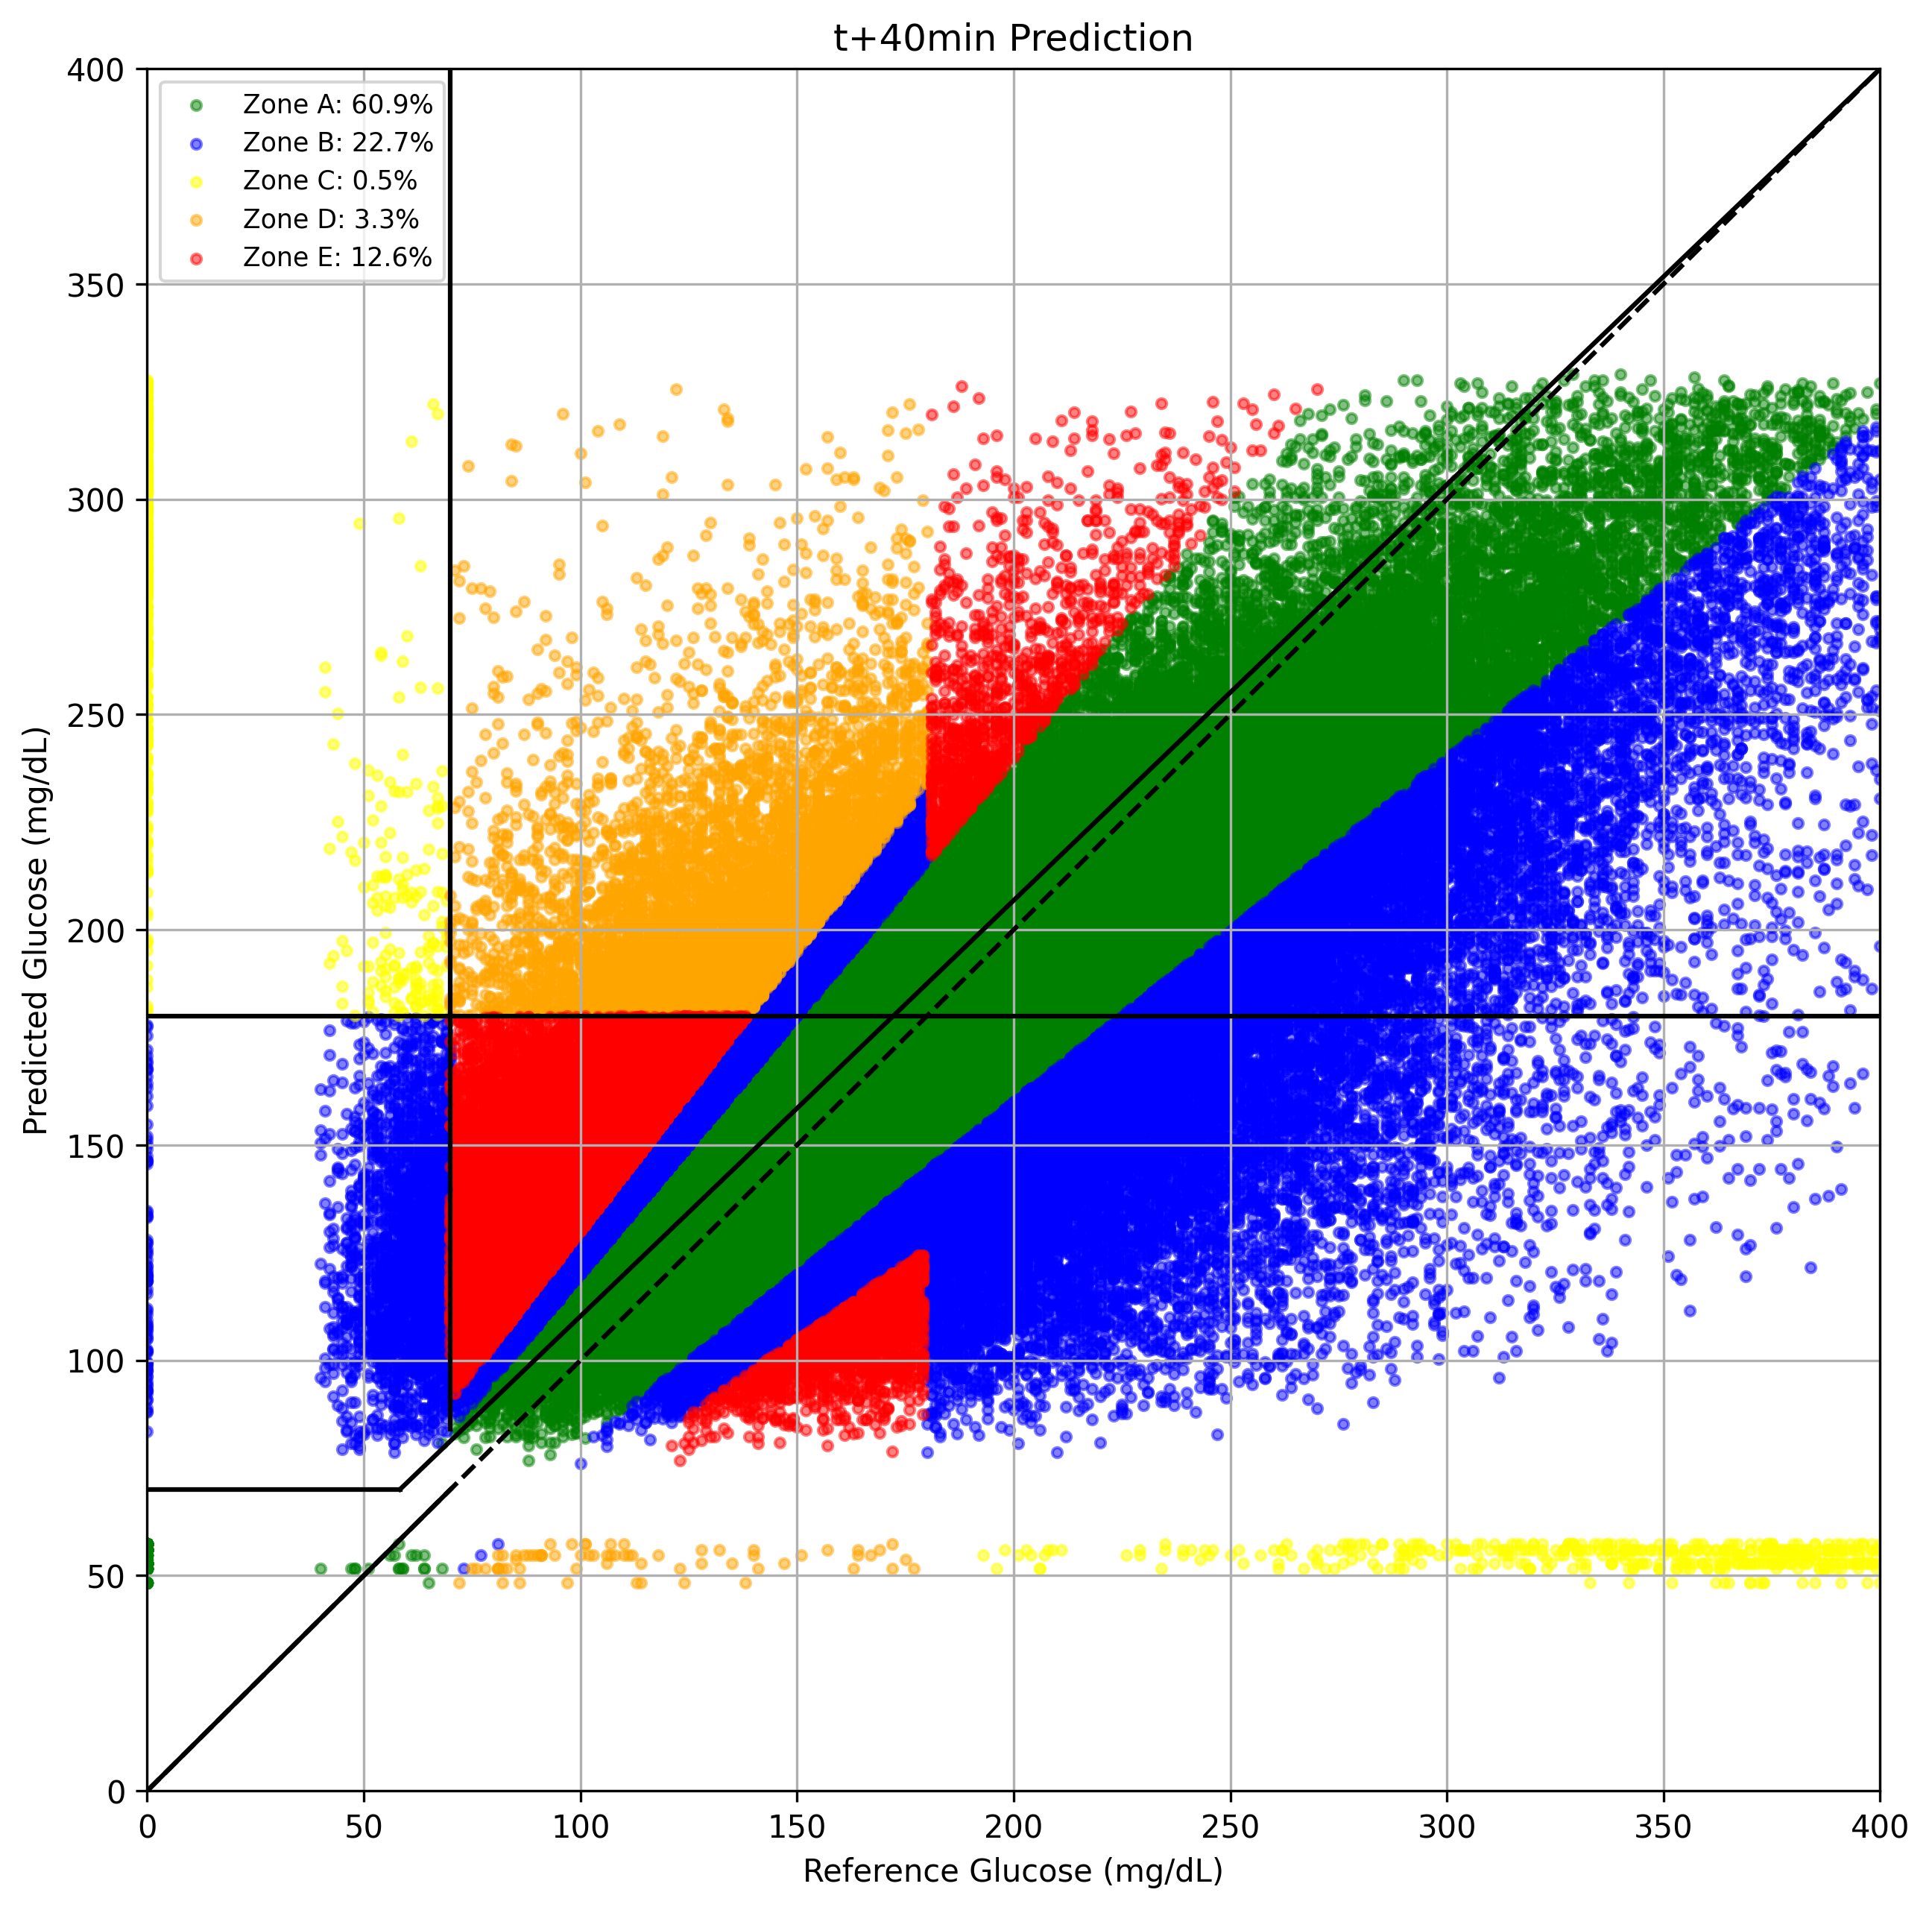 t+40min Prediction
Zone A: 60.9%
Zone B: 22.7%
Zone C: 0.5%
Zone D: 3.3%
Zone E: 12.6%
400
350
300
250
200
150
100
50
0
Predicted Glucose (mg/dL)
0 50 100 150 200 250 300 350 400
Reference Glucose (mg/dL)